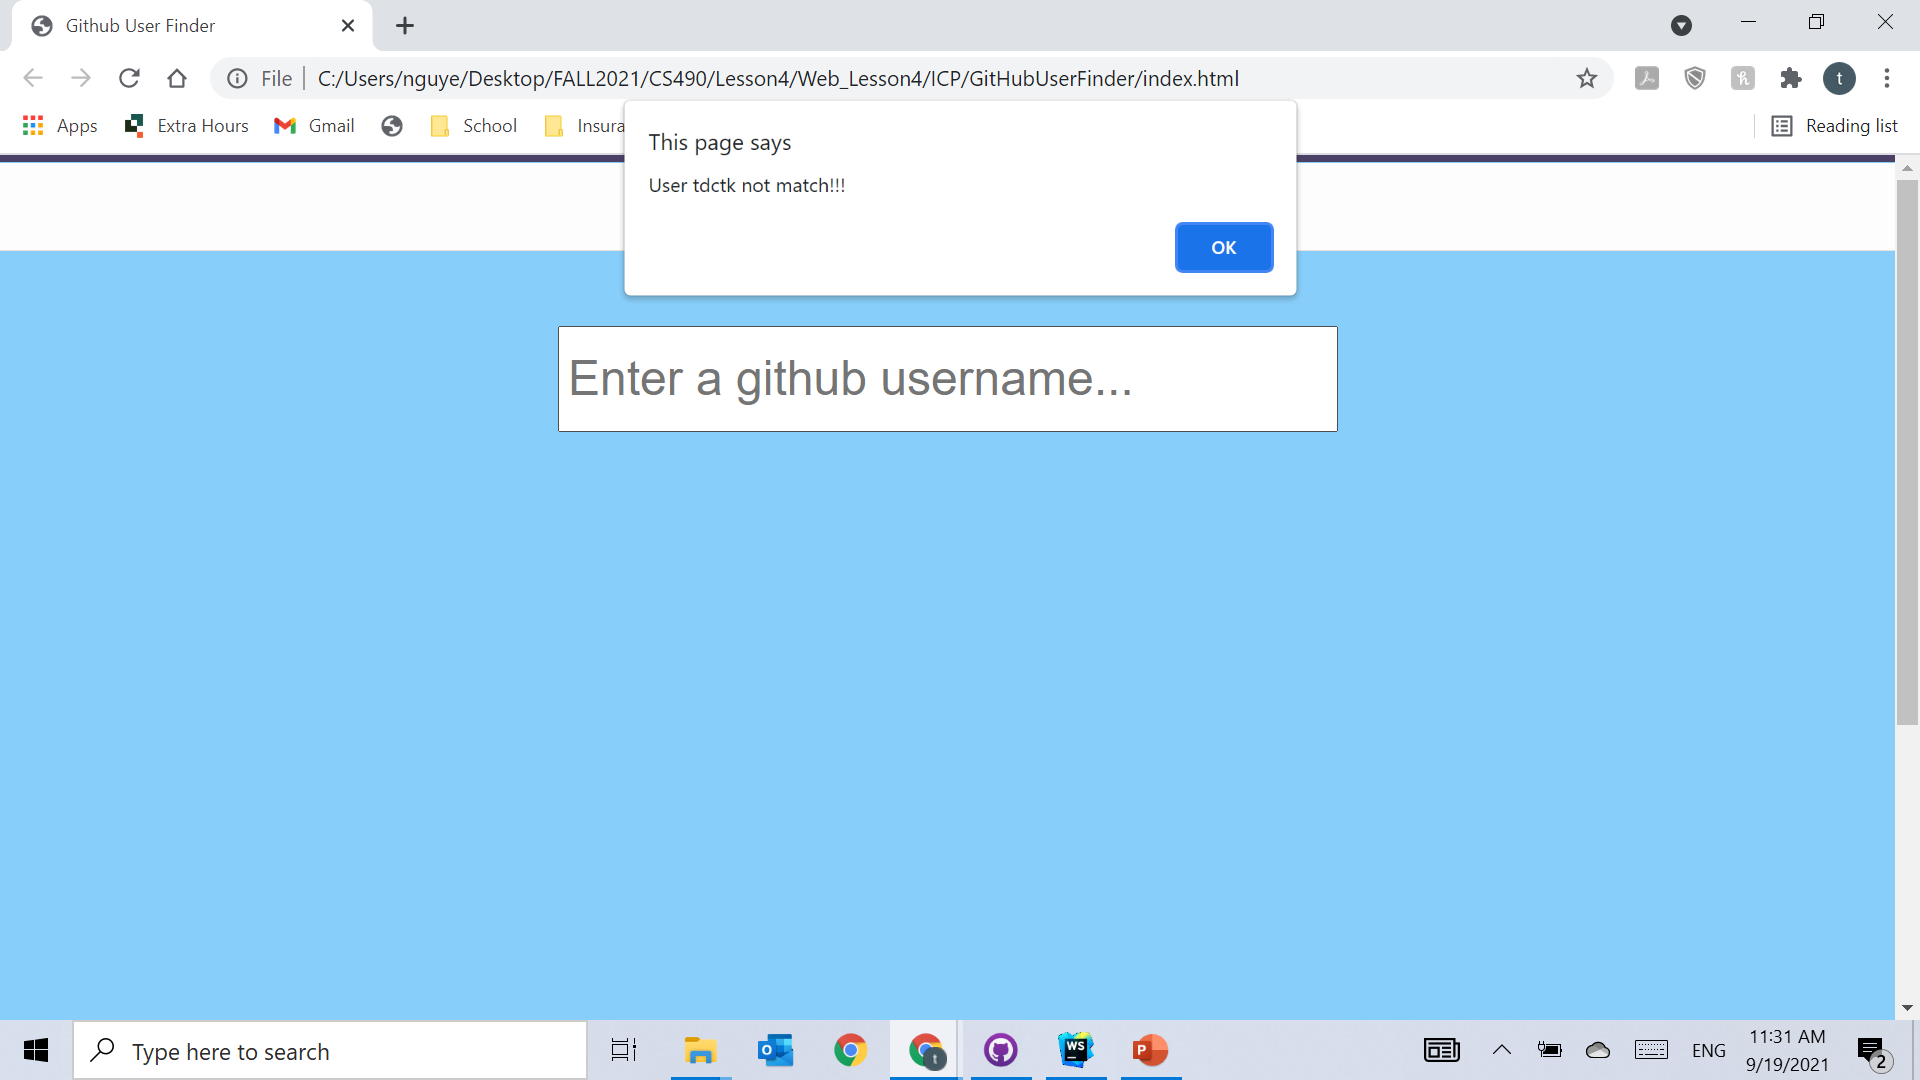 Github User Finder
File
C:/Users/nguye/Desktop/FALL2021/CS490/Lesson4/Web_Lesson4/ICP/GitHubUserFinder/index.html
t
Apps
Extra Hours
Gmail
School
Insura
Reading list
This page says
User tdctk not match!!!
OK
Enter a github username...
Type here to search
O
t
WS
P
ENG
11:31 AM
9/19/2021
2